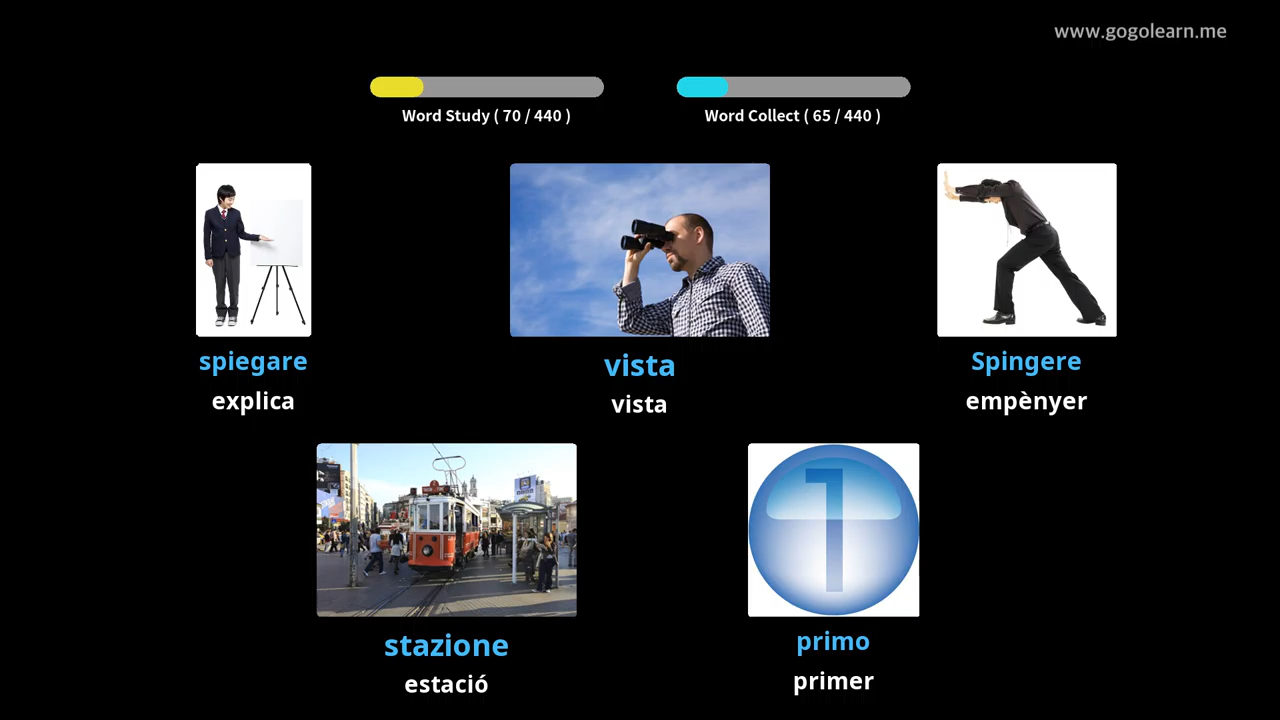 www.gogolearn.me
Word Study ( 70 / 440 )
Word Collect ( 65 / 440 )
spiegare
explica
vista
vista
Spingere
empènyer
1
stazione
estació
primo
primer